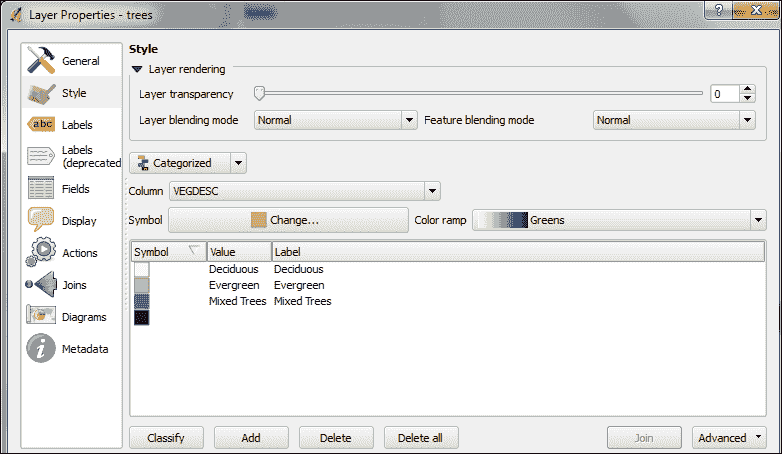 Layer Properties - trees
?
General
Style
abc
Labels
Labels
(deprecated
Fields
Display
Actions
Joins
Diagrams
i
Metadata
Style
Layer rendering
Layer transparency
0
Layer blending mode
Normal
Feature blending mode
Normal
Categorized
Column
VEGDESC
Symbol
Change...
Color ramp
Greens
Symbol Value Label
Deciduous Deciduous
Evergreen Evergreen
Mixed Trees Mixed Trees
Classify
Add
Delete
Delete all
Join
Advanced